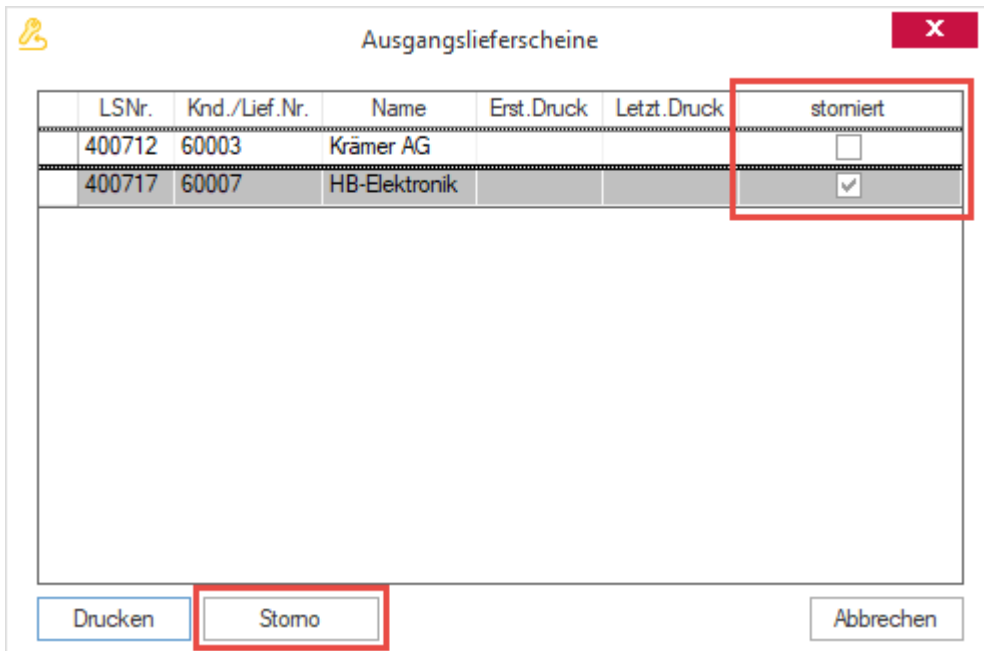 Ausgangslieferscheine
X
LSNr. Knd./Lief.Nr. Name Erst.Druck Letzt.Druck storniert
400712 60003 Krämer AG
400717 60007 HB-Elektronik
Drucken Storno Abbrechen